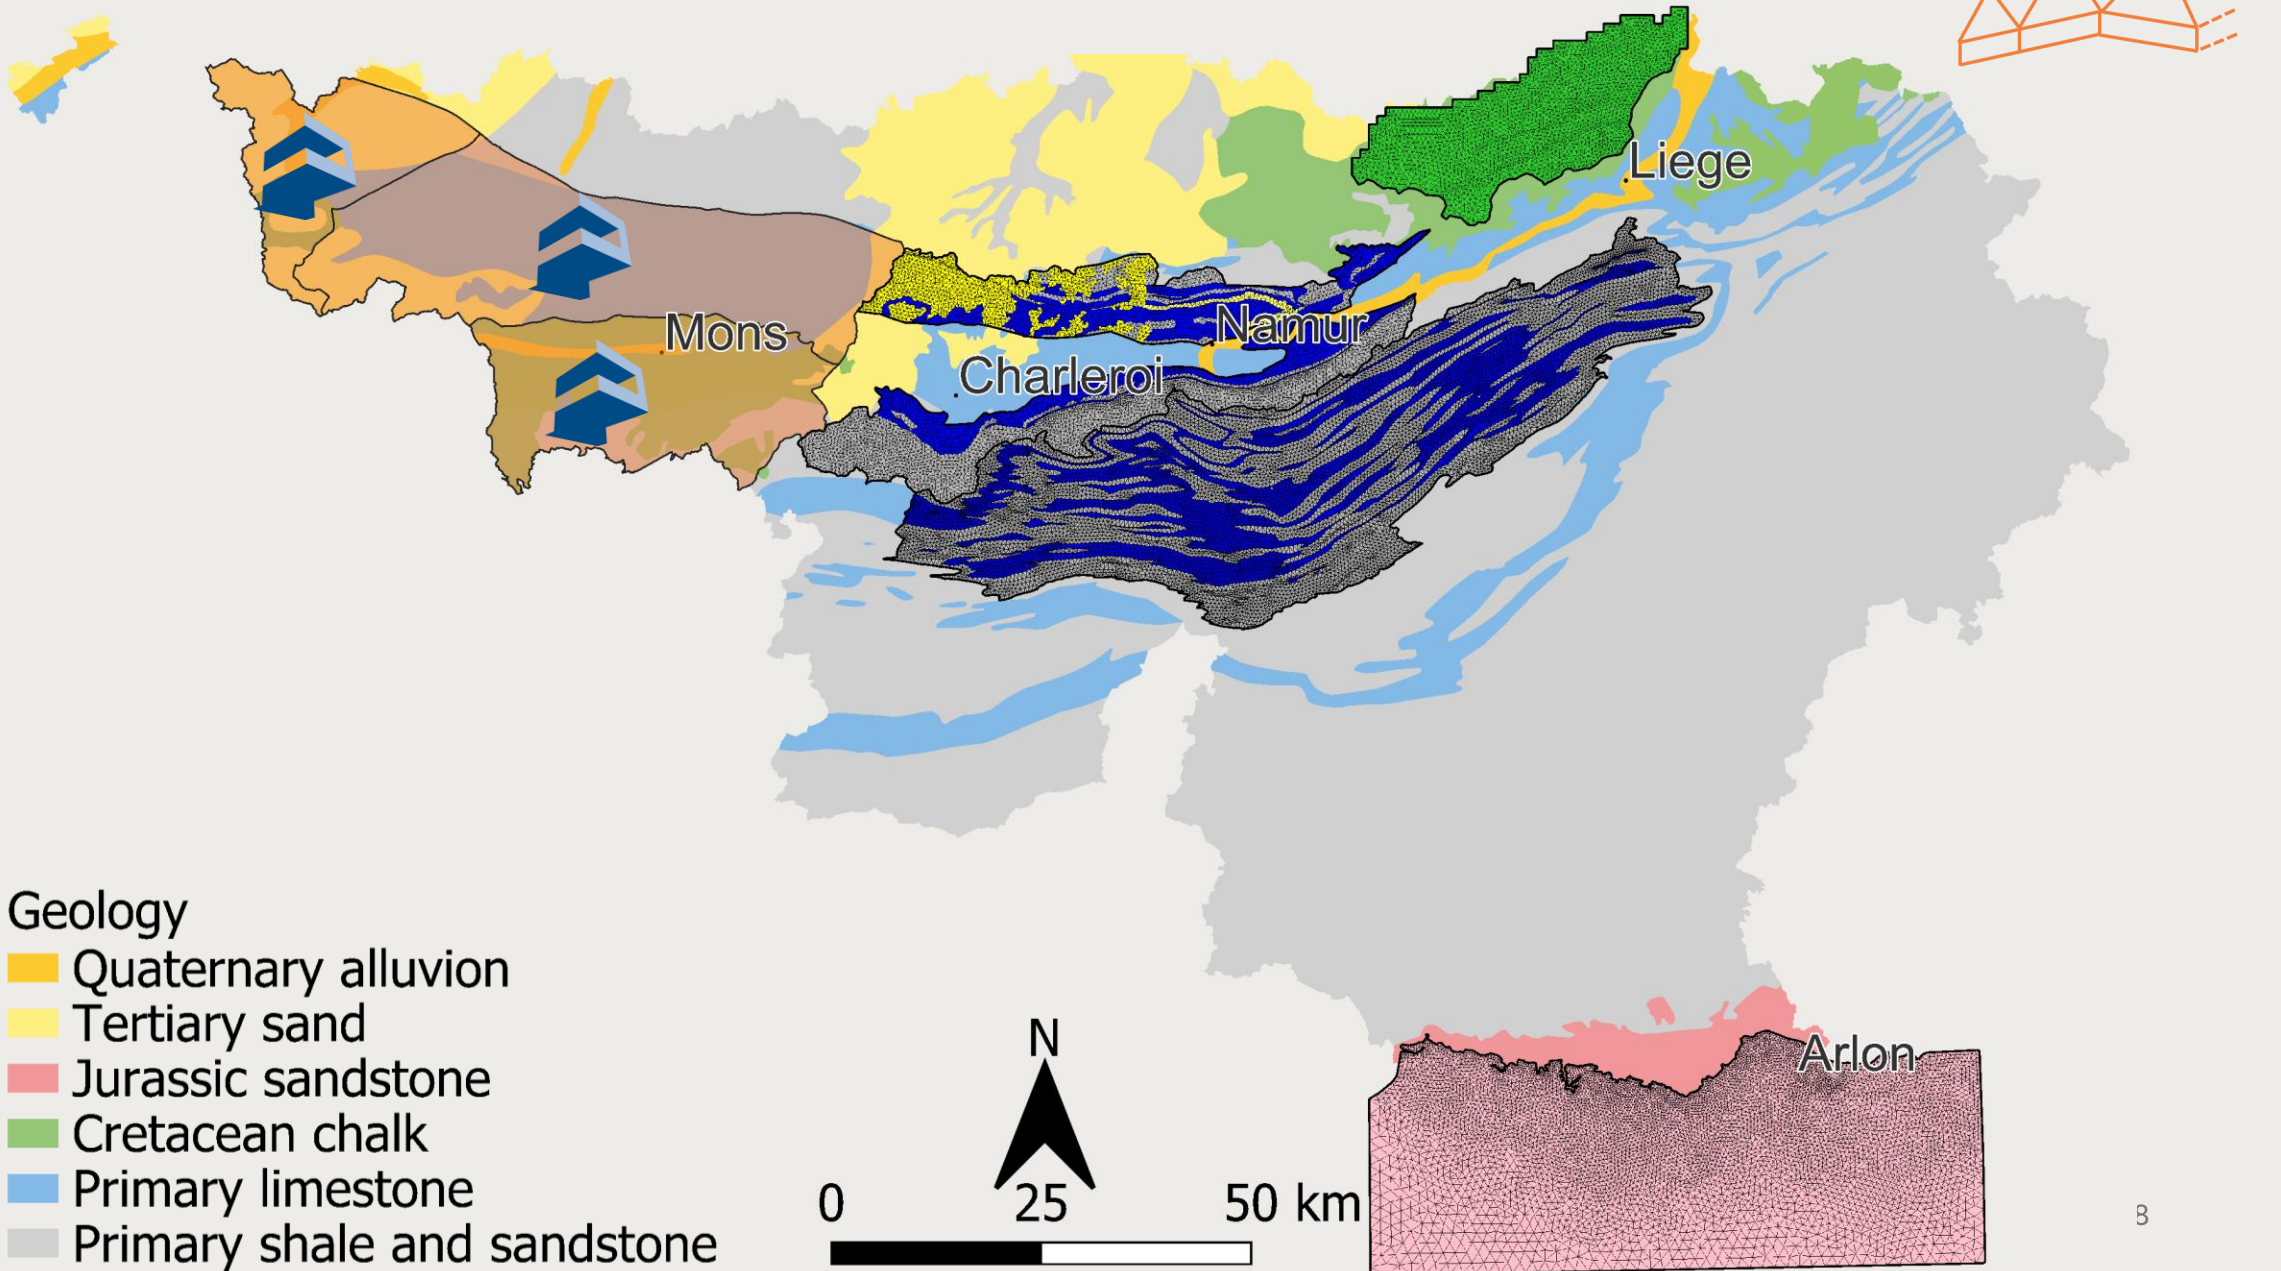 Liege
Mons
Namur
Charleroi
Arlon
Geology
Quaternary alluvion
Tertiary sand
Jurassic sandstone
Cretacean chalk
Primary limestone
Primary shale and sandstone
N
0 25 50 km
8